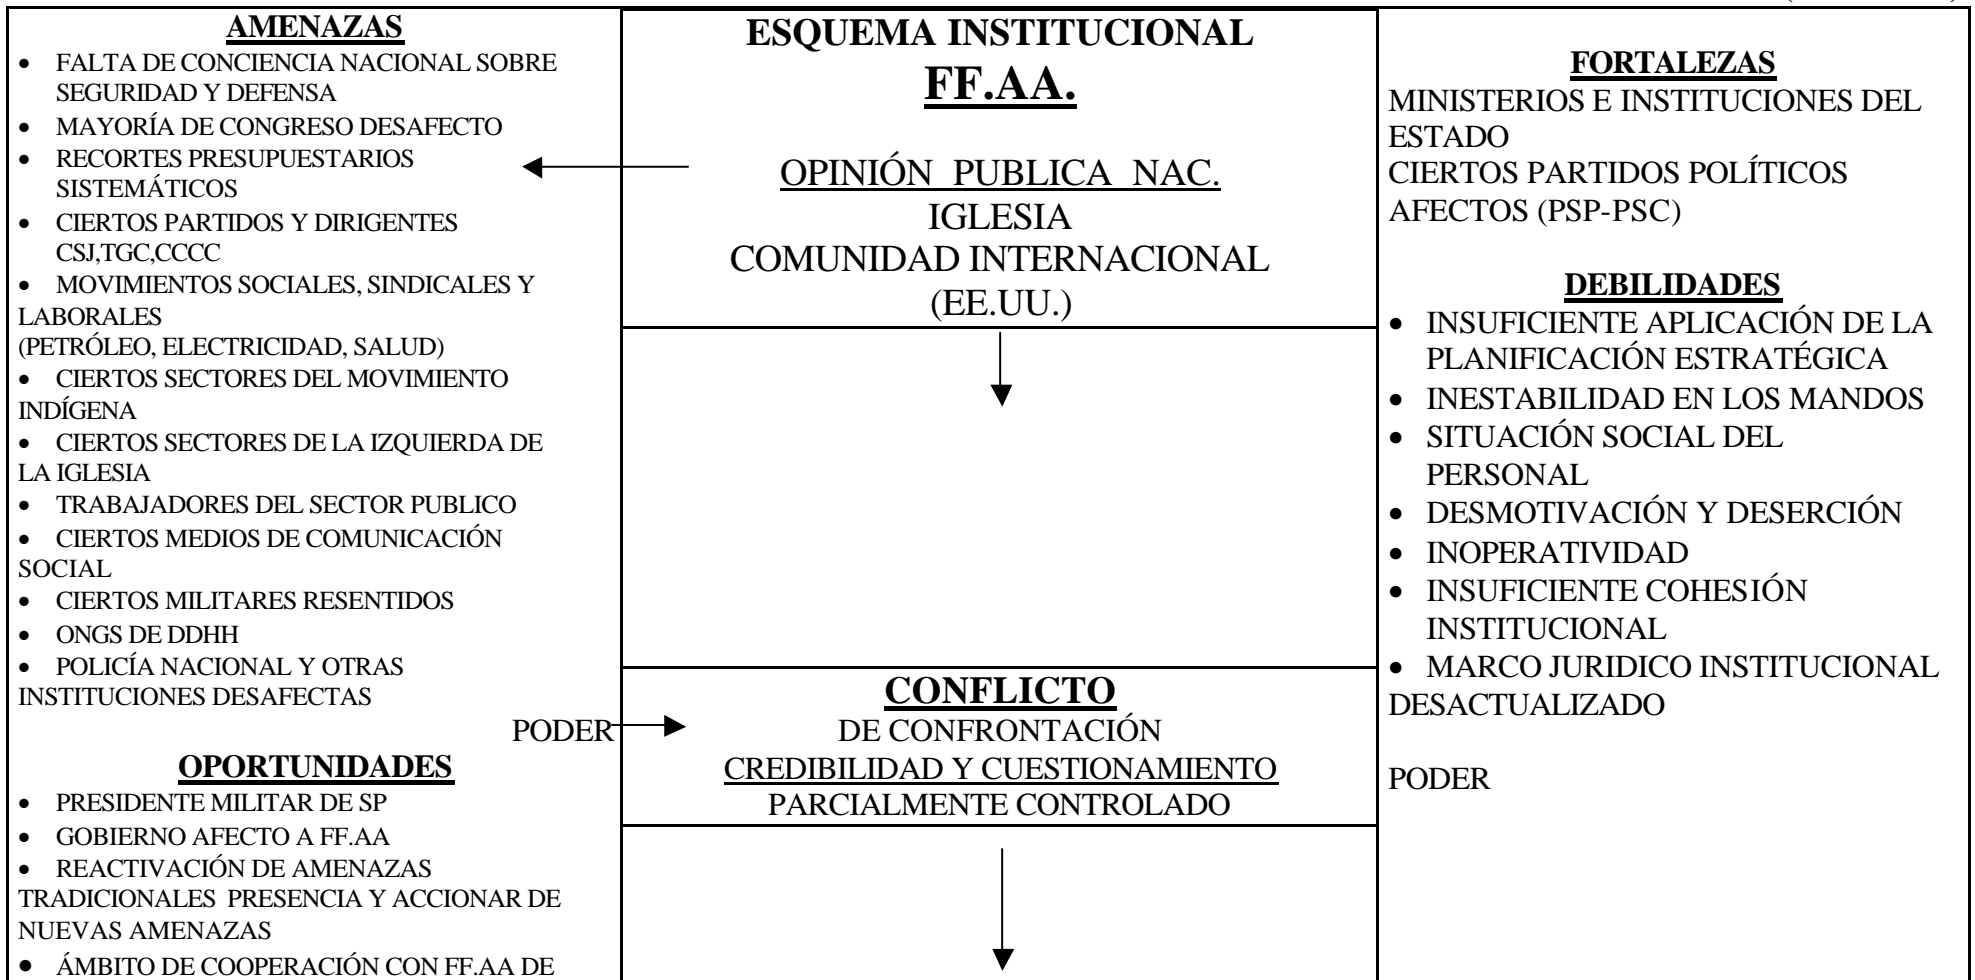 AMENAZAS
• FALTA DE CONCIENCIA NACIONAL SOBRE
SEGURIDAD Y DEFENSA
• MAYORÍA DE CONGRESO DESAFECTO
• RECORTES PRESUPUESTARIOS
SISTEMÁTICOS
• CIERTOS PARTIDOS Y DIRIGENTES
CSJ,TGC,CCCC
• MOVIMIENTOS SOCIALES, SINDICALES Y
LABORALES
(PETRÓLEO, ELECTRICIDAD, SALUD)
• CIERTOS SECTORES DEL MOVIMIENTO
INDÍGENA
• CIERTOS SECTORES DE LA IZQUIERDA DE
LA IGLESIA
• TRABAJADORES DEL SECTOR PUBLICO
• CIERTOS MEDIOS DE COMUNICACIÓN
SOCIAL
• CIERTOS MILITARES RESENTIDOS
• ONGS DE DDHH
• POLICÍA NACIONAL Y OTRAS
INSTITUCIONES DESAFECTAS
PODER
OPORTUNIDADES
• PRESIDENTE MILITAR DE SP
• GOBIERNO AFECTO A FF.AA
• REACTIVACIÓN DE AMENAZAS
TRADICIONALES PRESENCIA Y ACCIONAR DE
NUEVAS AMENAZAS
• ÁMBITO DE COOPERACIÓN CON FF.AA DE
ESQUEMA INSTITUCIONAL
FF.AA.
OPINIÓN PUBLICA NAC.
IGLESIA
COMUNIDAD INTERNACIONAL
(EE.UU.)
CONFLICTO
DE CONFRONTACIÓN
CREDIBILIDAD Y CUESTIONAMIENTO
PARCIALMENTE CONTROLADO
FORTALEZAS
MINISTERIOS E INSTITUCIONES DEL
ESTADO
CIERTOS PARTIDOS POLÍTICOS
AFECTOS (PSP-PSC)
DEBILIDADES
• INSUFICIENTE APLICACIÓN DE LA
PLANIFICACIÓN ESTRATÉGICA
• INESTABILIDAD EN LOS MANDOS
• SITUACIÓN SOCIAL DEL
PERSONAL
• DESMOTIVACIÓN Y DESERCIÓN
• INOPERATIVIDAD
• INSUFICIENTE COHESIÓN
INSTITUCIONAL
• MARCO JURIDICO INSTITUCIONAL
DESACTUALIZADO
PODER